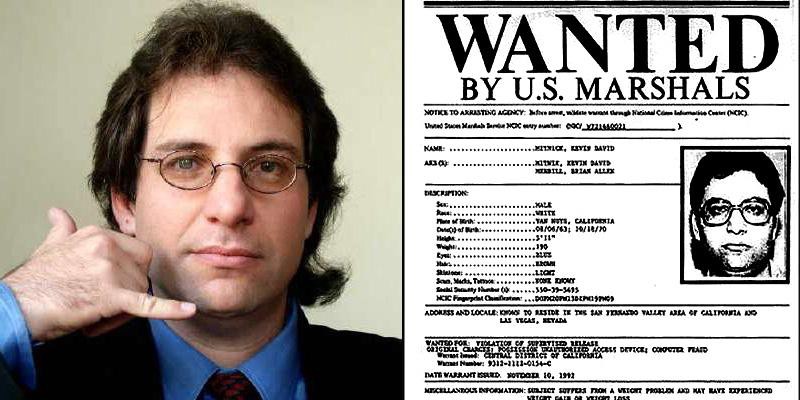 WANTED
BY U.S. MARSHALS
NOTICE TO ARRESTING AGENCY: Before arrest, validate warrant through National Crime Information Center (NCIC).
United States Marshals Service NCIC entry number: (NIC/ W721460021 ).
NAME: MITNICK, KEVIN DAVID
AKS(S): MITNIK, KEVIN DAVID
MERRILL, BRIAN ALLEN
DESCRIPTION:
Sex: MALE
Race: WHITE
Place of Birth: VAN NUYS, CALIFORNIA
Date(s) of Birth: 08/06/63; 10/18/70
Height: 5'11"
Weight: 190
Eyes: BLUE
Hair: BROWN
Skintone: LIGHT
Scars, Marks, Tattoos: NONE KNOWN
Social Security Number (s)
NCIC Fingerprint Classification:
ADDRESS AND LOCALE: KNOWN TO RESIDE IN THE SAN FERNANDO VALLEY AREA OF CALIFORNIA AND
LAS VEGAS, NEVADA
WANTED FOR: VIOLATION OF SUPERVISED RELEASE
ORIGINAL CHARGES: POSSESSION UNAUTHORIZED ACCESS DEVICE; COMPUTER FRAUD
Warrant Issued: CENTRAL DISTRICT OF CALIFORNIA
Warrant Number: 9312-1112-0154-C
DATE WARRANT ISSUED: NOVEMBER 10, 1992
MISCELLANEOUS INFORMATION: SUBJECT SUFFERS FROM A WEIGHT PROBLEM AND MAY HAVE EXPERIENCED
WEIGHT GAIN OR WEIGHT LOSS